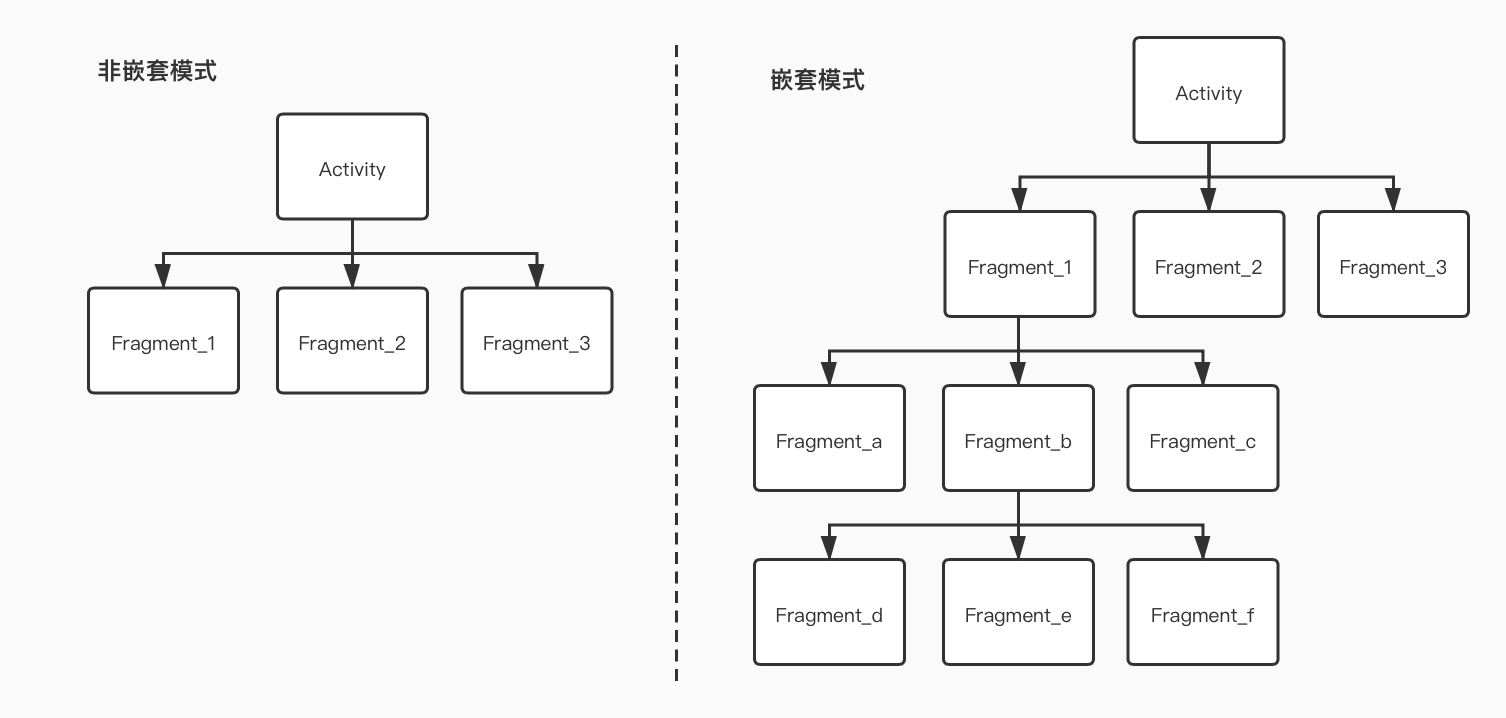 非嵌套模式
Activity
Fragment_1
Fragment_2
Fragment_3
嵌套模式
Activity
Fragment_1
Fragment_2
Fragment_3
Fragment_a
Fragment_b
Fragment_c
Fragment_d
Fragment_e
Fragment_f